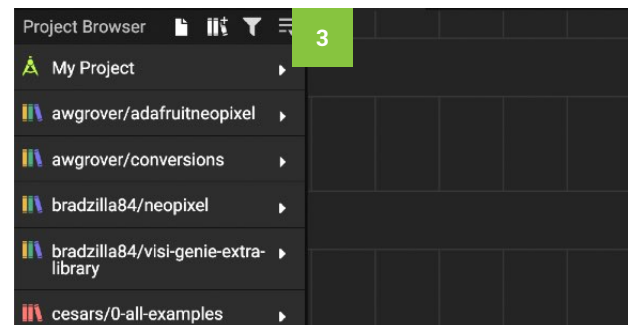 Project Browser
3
My Project
awgrover/adafruitneopixel
awgrover/conversions
bradzilla84/neopixel
bradzilla84/visi-genie-extra-
library
cesars/0-all-examples